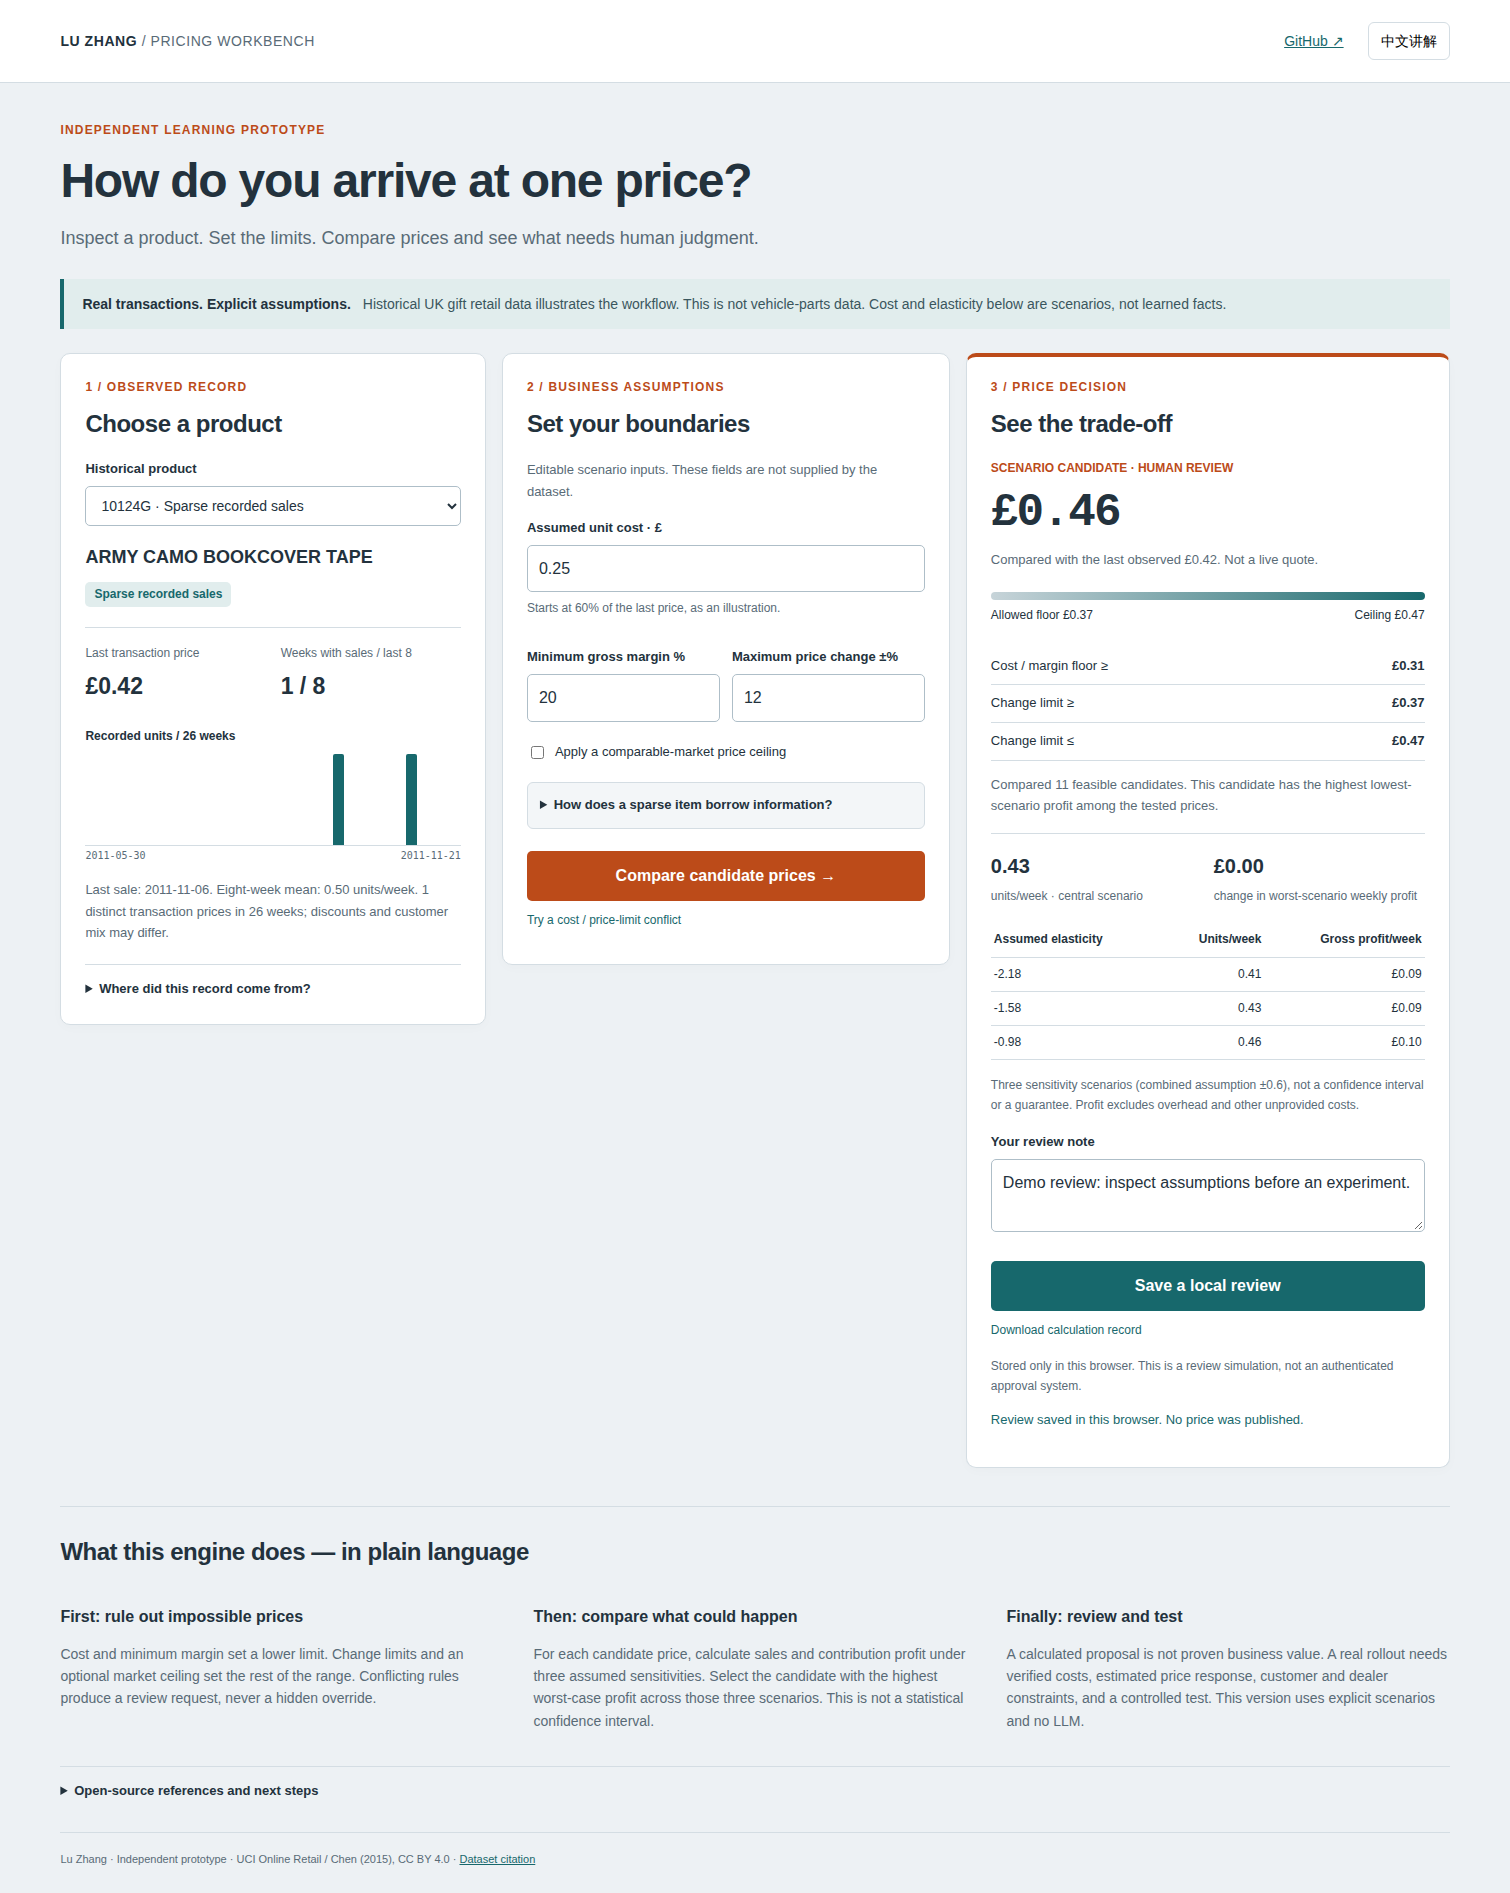 LU ZHANG / PRICING WORKBENCH
GitHub ↗
中文讲解
INDEPENDENT LEARNING PROTOTYPE
How do you arrive at one price?
Inspect a product. Set the limits. Compare prices and see what needs human judgment.
Real transactions. Explicit assumptions. Historical UK gift retail data illustrates the workflow. This is not vehicle-parts data. Cost and elasticity below are scenarios, not learned facts.
1 / OBSERVED RECORD
Choose a product
Historical product
10124G · Sparse recorded sales
ARMY CAMO BOOKCOVER TAPE
Sparse recorded sales
Last transaction price
Weeks with sales / last 8
£0.42
1 / 8
Recorded units / 26 weeks
2011-05-30
2011-11-21
Last sale: 2011-11-06. Eight-week mean: 0.50 units/week. 1
distinct transaction prices in 26 weeks; discounts and customer
mix may differ.
▶ Where did this record come from?
2 / BUSINESS ASSUMPTIONS
Set your boundaries
Editable scenario inputs. These fields are not supplied by the
dataset.
Assumed unit cost · £
0.25
Starts at 60% of the last price, as an illustration.
Minimum gross margin %
Maximum price change ±%
20
12
Apply a comparable-market price ceiling
▶ How does a sparse item borrow information?
Compare candidate prices →
Try a cost / price-limit conflict
3 / PRICE DECISION
See the trade-off
SCENARIO CANDIDATE · HUMAN REVIEW
£0.46
Compared with the last observed £0.42. Not a live quote.
Allowed floor £0.37
Ceiling £0.47
Cost / margin floor ≥ £0.31
Change limit ≥ £0.37
Change limit ≤ £0.47
Compared 11 feasible candidates. This candidate has the highest lowest-
scenario profit among the tested prices.
0.43
£0.00
units/week · central scenario
change in worst-scenario weekly profit
Assumed elasticity Units/week Gross profit/week
-2.18 0.41 £0.09
-1.58 0.43 £0.09
-0.98 0.46 £0.10
Three sensitivity scenarios (combined assumption ±0.6), not a confidence interval
or a guarantee. Profit excludes overhead and other unprovided costs.
Your review note
Demo review: inspect assumptions before an experiment.
Save a local review
Download calculation record
Stored only in this browser. This is a review simulation, not an authenticated
approval system.
Review saved in this browser. No price was published.
What this engine does — in plain language
First: rule out impossible prices
Cost and minimum margin set a lower limit. Change limits and an
optional market ceiling set the rest of the range. Conflicting rules
produce a review request, never a hidden override.
Then: compare what could happen
For each candidate price, calculate sales and contribution profit under
three assumed sensitivities. Select the candidate with the highest
worst-case profit across those three scenarios. This is not a statistical
confidence interval.
Finally: review and test
A calculated proposal is not proven business value. A real rollout needs
verified costs, estimated price response, customer and dealer
constraints, and a controlled test. This version uses explicit scenarios
and no LLM.
▶ Open-source references and next steps
Lu Zhang · Independent prototype · UCI Online Retail / Chen (2015), CC BY 4.0 · Dataset citation